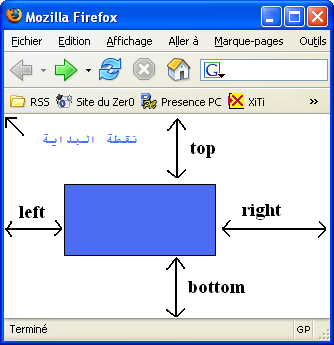 Mozilla Firefox
Fichier Edition Affichage Aller à Marque-pages Outils
G
RSS Site du Zer0 Presence PC XiTi »
نقطة البداية
top
left
right
bottom
Terminé GP